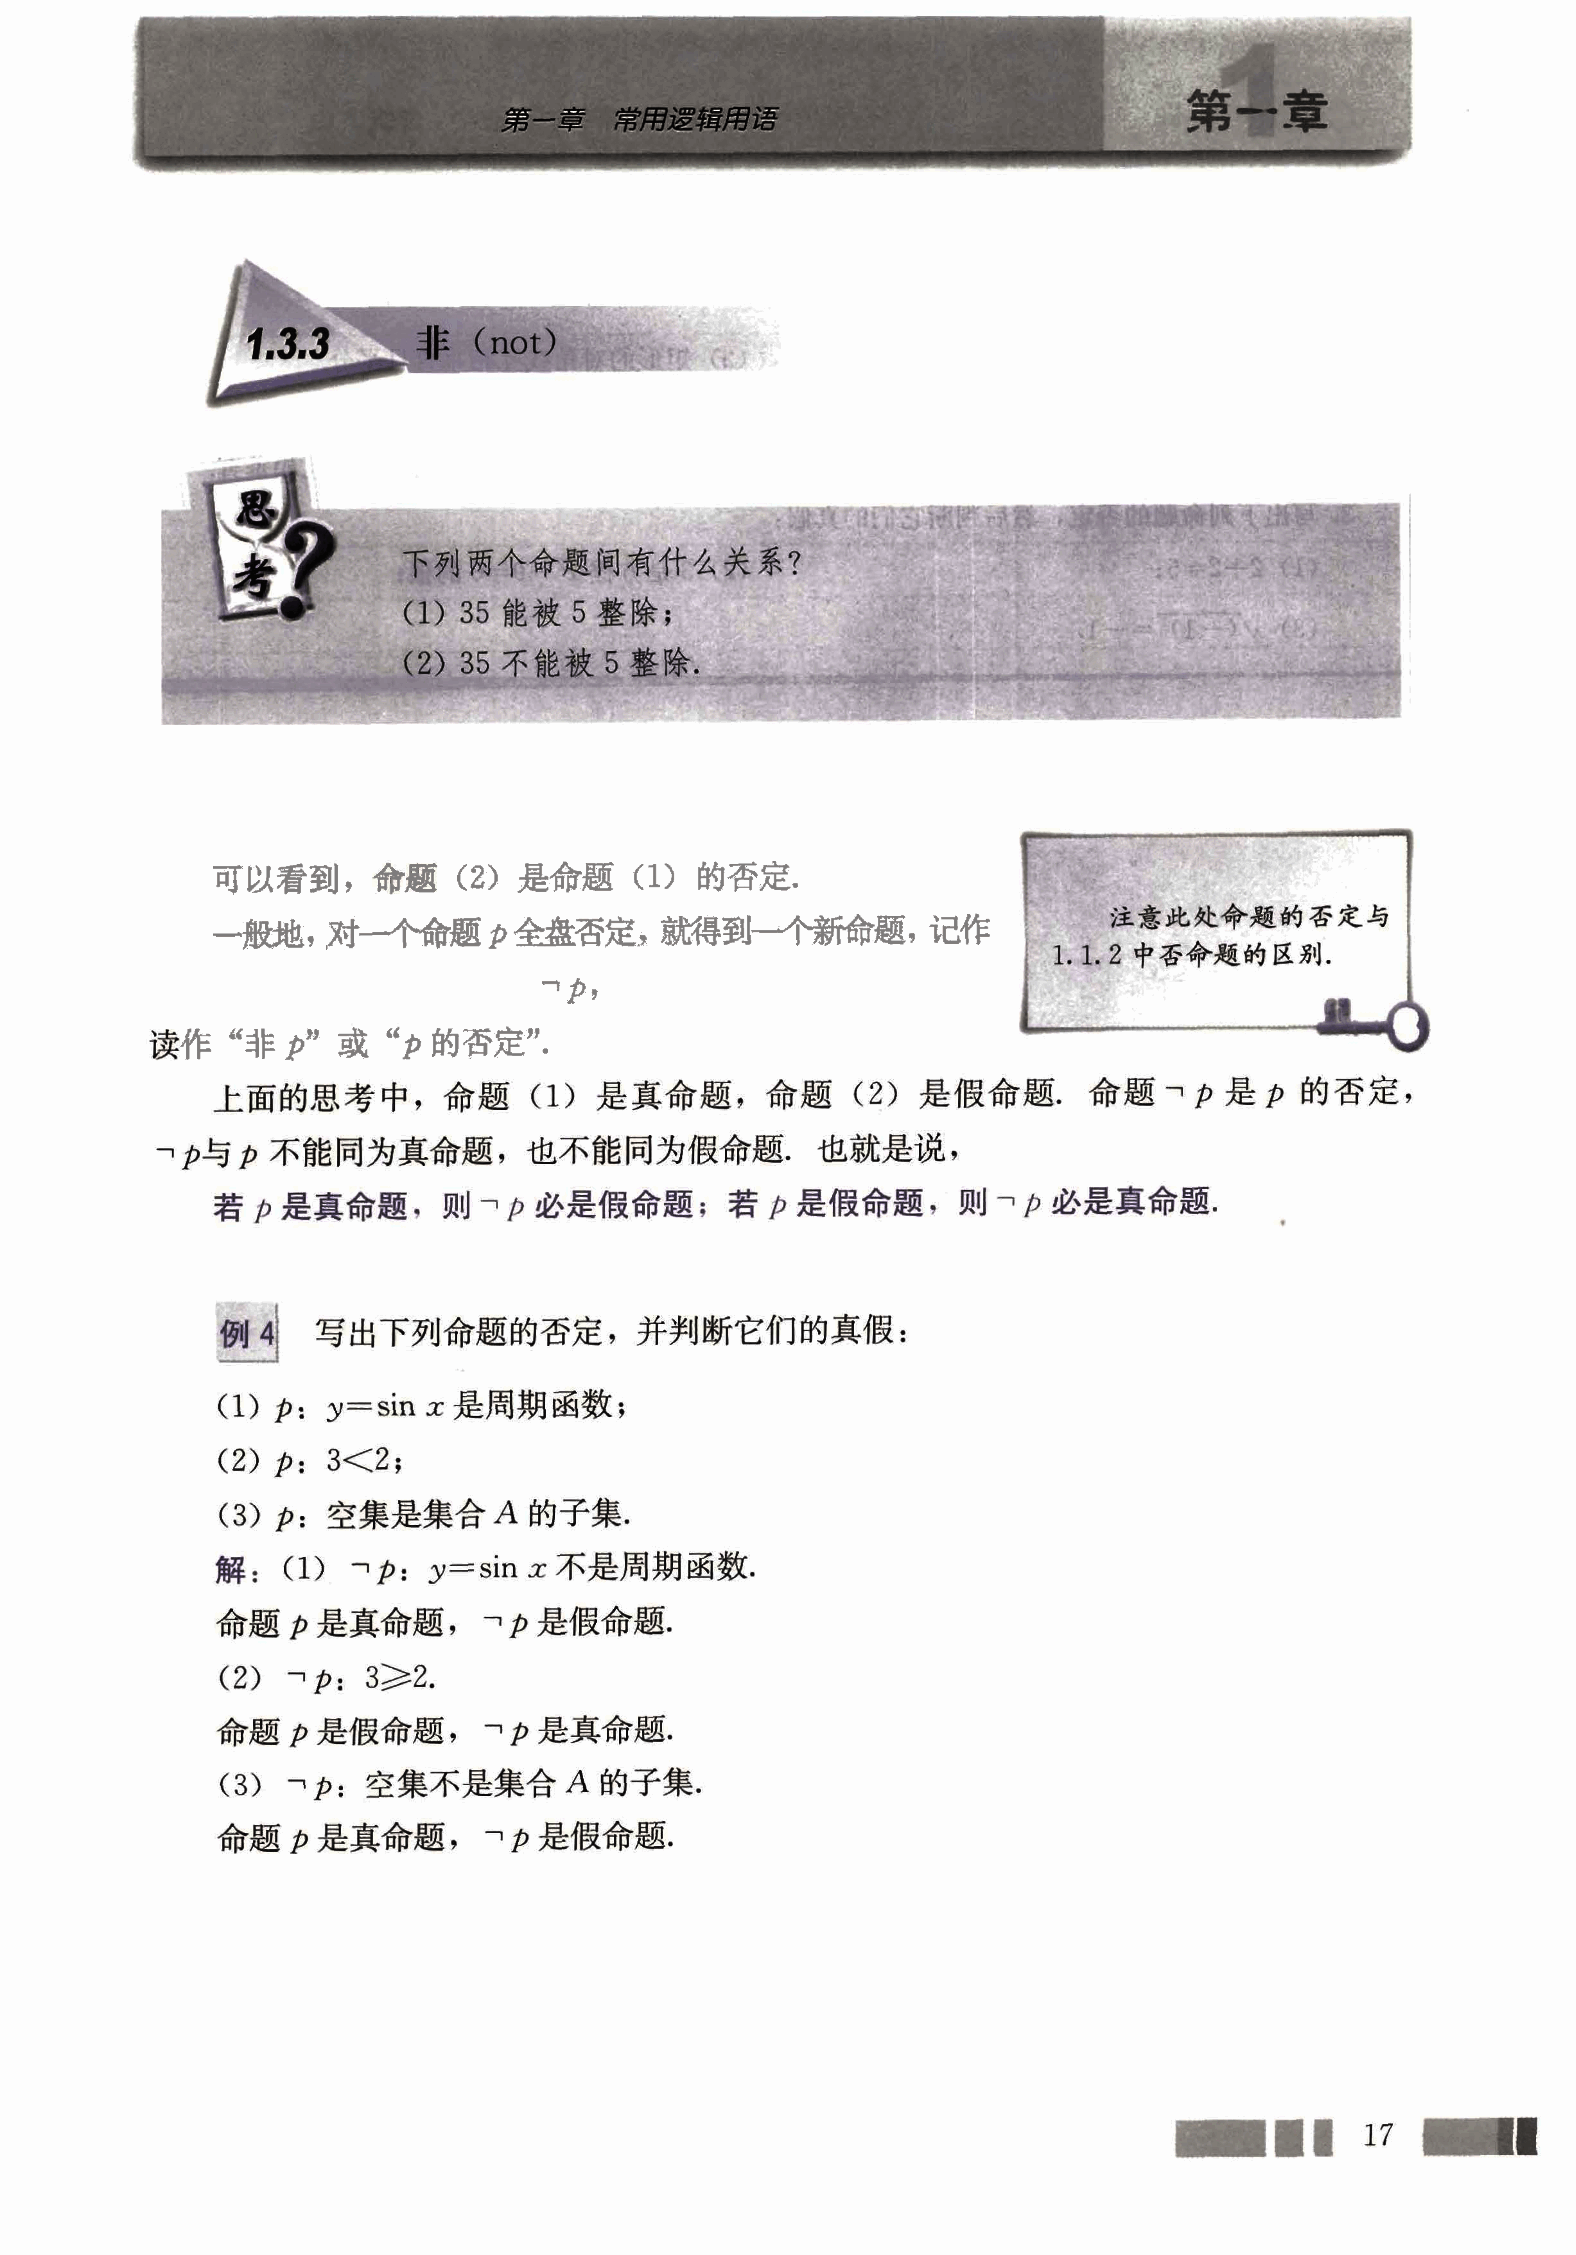 第一章 常用逻辑用语
第一章
1.3.3 非（not）
思考?
下列两个命题间有什么关系？
（1）35 能被 5 整除；
（2）35 不能被 5 整除.
可以看到，命题（2）是命题（1）的否定.
一般地，对一个命题 p 全盘否定，就得到一个新命题，记作
¬p，
读作“非 p”或“p 的否定”.
注意此处命题的否定与
1.1.2 中否命题的区别.
上面的思考中，命题（1）是真命题，命题（2）是假命题. 命题¬p 是 p 的否定，
¬p与 p 不能同为真命题，也不能同为假命题. 也就是说，
若 p 是真命题，则¬p 必是假命题；若 p 是假命题，则¬p 必是真命题.
例 4 写出下列命题的否定，并判断它们的真假：
（1）p：y=sin x 是周期函数；
（2）p：3<2；
（3）p：空集是集合 A 的子集.
解：（1）¬p：y=sin x 不是周期函数.
命题 p 是真命题，¬p 是假命题.
（2）¬p：3≥2.
命题 p 是假命题，¬p 是真命题.
（3）¬p：空集不是集合 A 的子集.
命题 p 是真命题，¬p 是假命题.
17